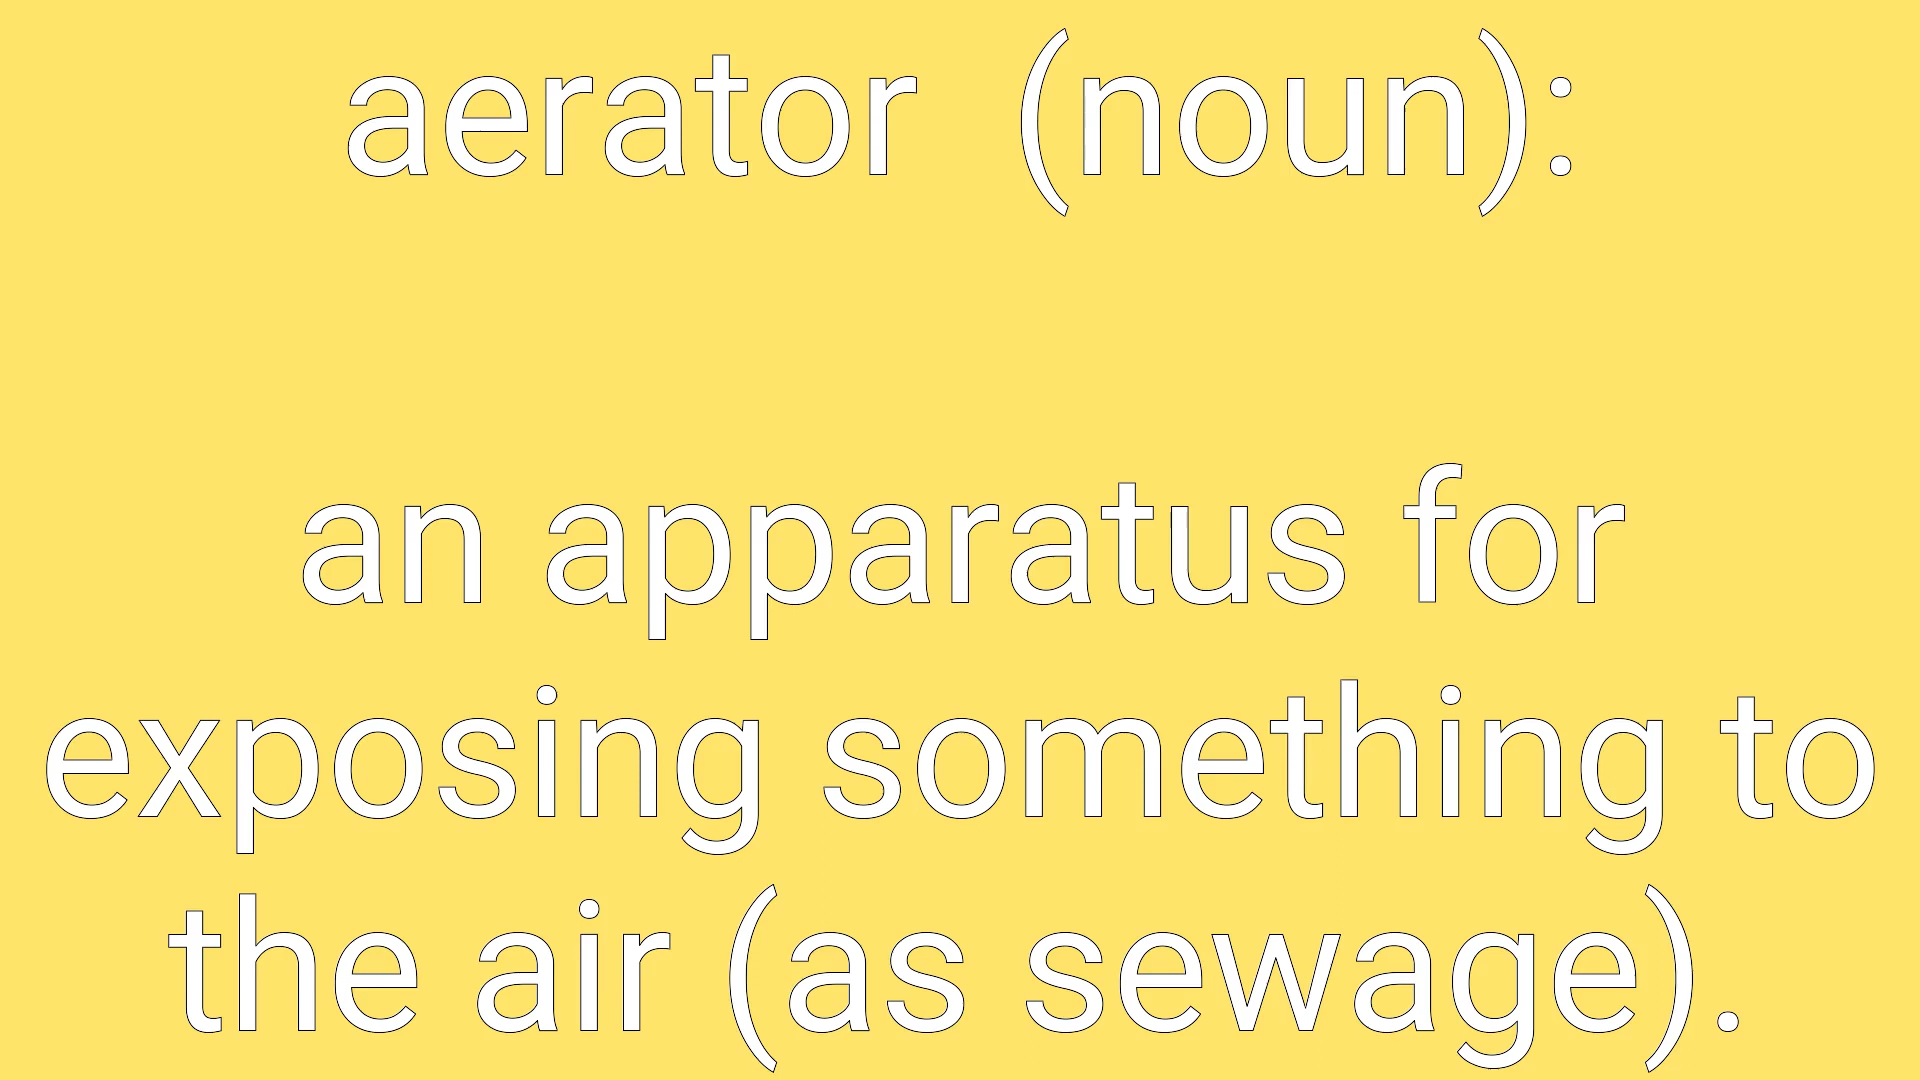 aerator  (noun):
an apparatus for
exposing something to
the air (as sewage).